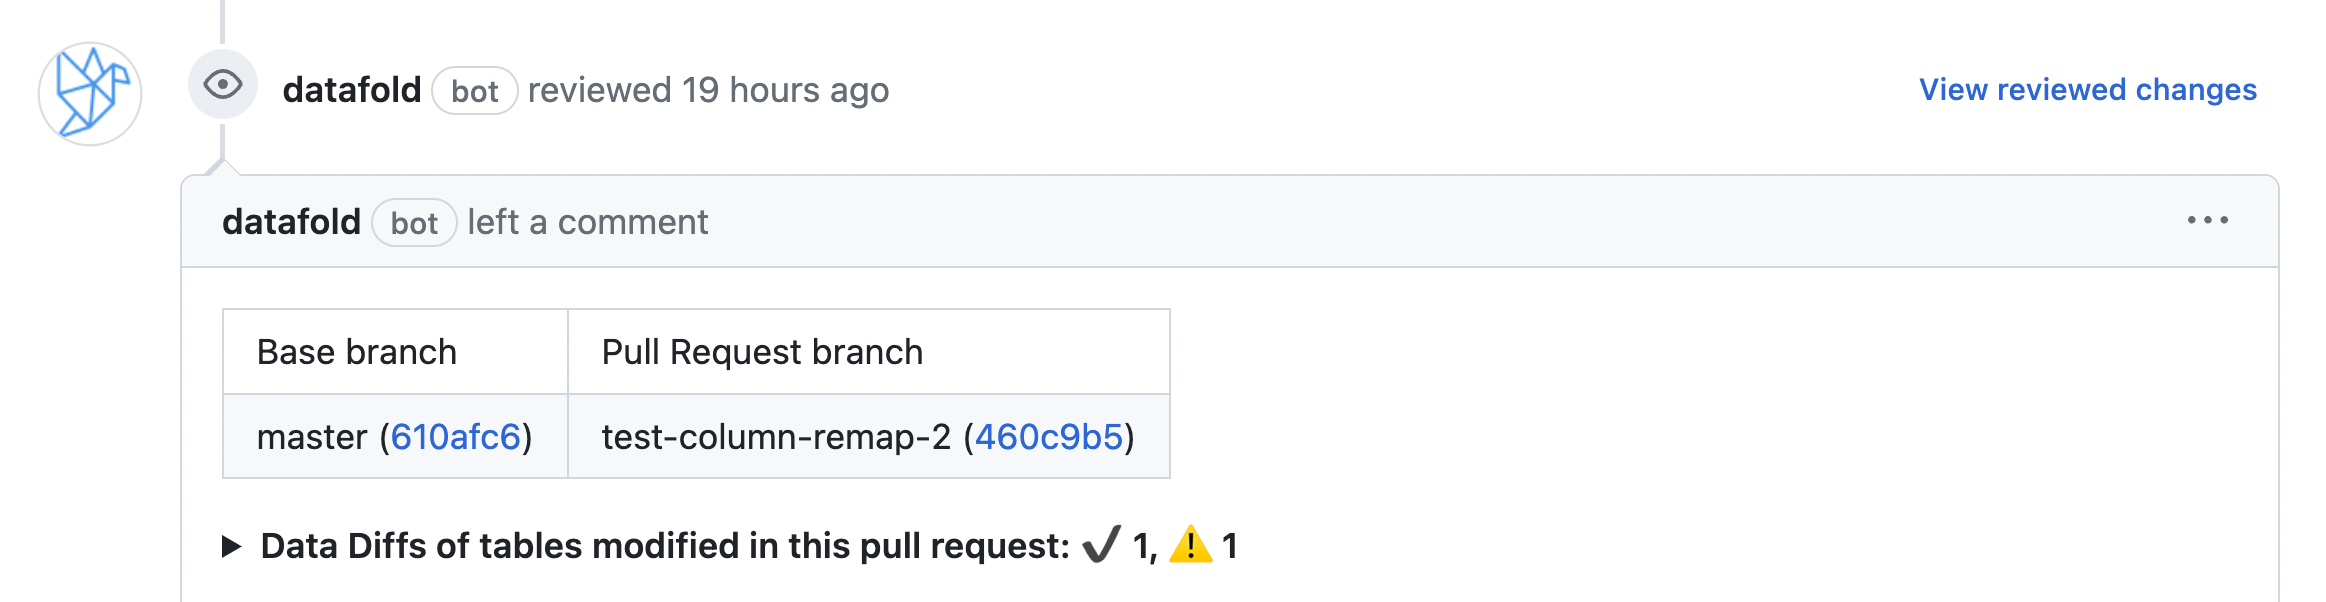 datafold bot reviewed 19 hours ago View reviewed changes
datafold bot left a comment
Base branch Pull Request branch
master (610afc6) test-column-remap-2 (460c9b5)
Data Diffs of tables modified in this pull request: ✔ 1, ⚠ 1